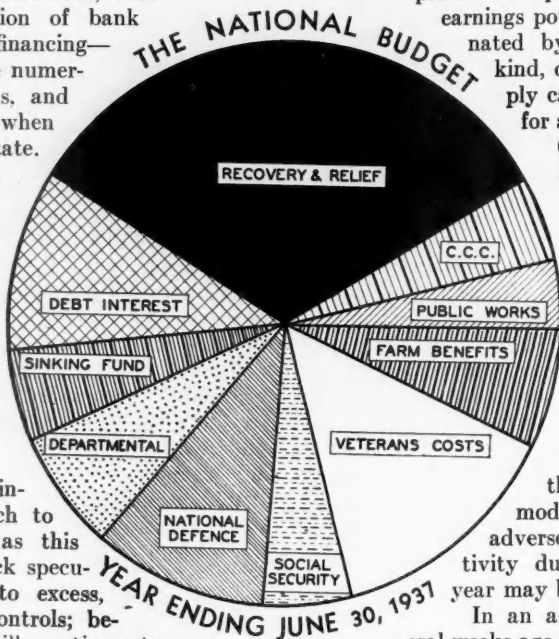 tion of bank
financing—
numer-
s, and
when
ate.
THE NATIONAL BUDGET
RECOVERY & RELIEF
C.C.C.
PUBLIC WORKS
FARM BENEFITS
VETERANS COSTS
SOCIAL
SECURITY
NATIONAL
DEFENCE
DEPARTMENTAL
SINKING FUND
DEBT INTEREST
YEAR ENDING JUNE 30, 1937
in-
ch to
as this
ck specu-
to excess,
ontrols; be-
earnings po
nated by
kind,
ply ca
for a
th
mod
adverse
tivity du
year may b
In an a